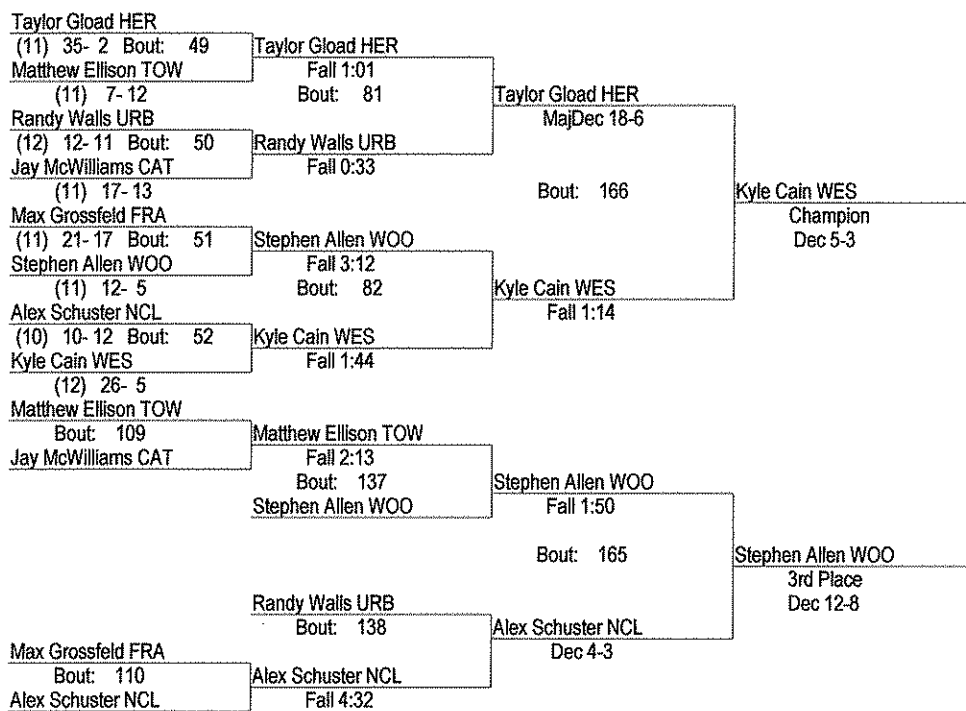 Taylor Gload HER
(11) 35- 2 Bout: 49
Matthew Ellison TOW
(11) 7- 12
Randy Walls URB
(12) 12- 11 Bout: 50
Jay McWilliams CAT
(11) 17- 13
Max Grossfeld FRA
(11) 21- 17 Bout: 51
Stephen Allen WOO
(11) 12- 5
Alex Schuster NCL
(10) 10- 12 Bout: 52
Kyle Cain WES
(12) 26- 5
Taylor Gload HER
Fall 1:01
Bout: 81
Randy Walls URB
Fall 0:33
Stephen Allen WOO
Fall 3:12
Bout: 82
Kyle Cain WES
Fall 1:44
Taylor Gload HER
MajDec 18-6
Bout: 166
Kyle Cain WES
Fall 1:14
Kyle Cain WES
Champion
Dec 5-3
Matthew Ellison TOW
Bout: 109
Jay McWilliams CAT
Matthew Ellison TOW
Fall 2:13
Bout: 137
Stephen Allen WOO
Stephen Allen WOO
Fall 1:50
Bout: 165
Stephen Allen WOO
3rd Place
Dec 12-8
Randy Walls URB
Bout: 138
Alex Schuster NCL
Dec 4-3
Max Grossfeld FRA
Bout: 110
Alex Schuster NCL
Alex Schuster NCL
Fall 4:32